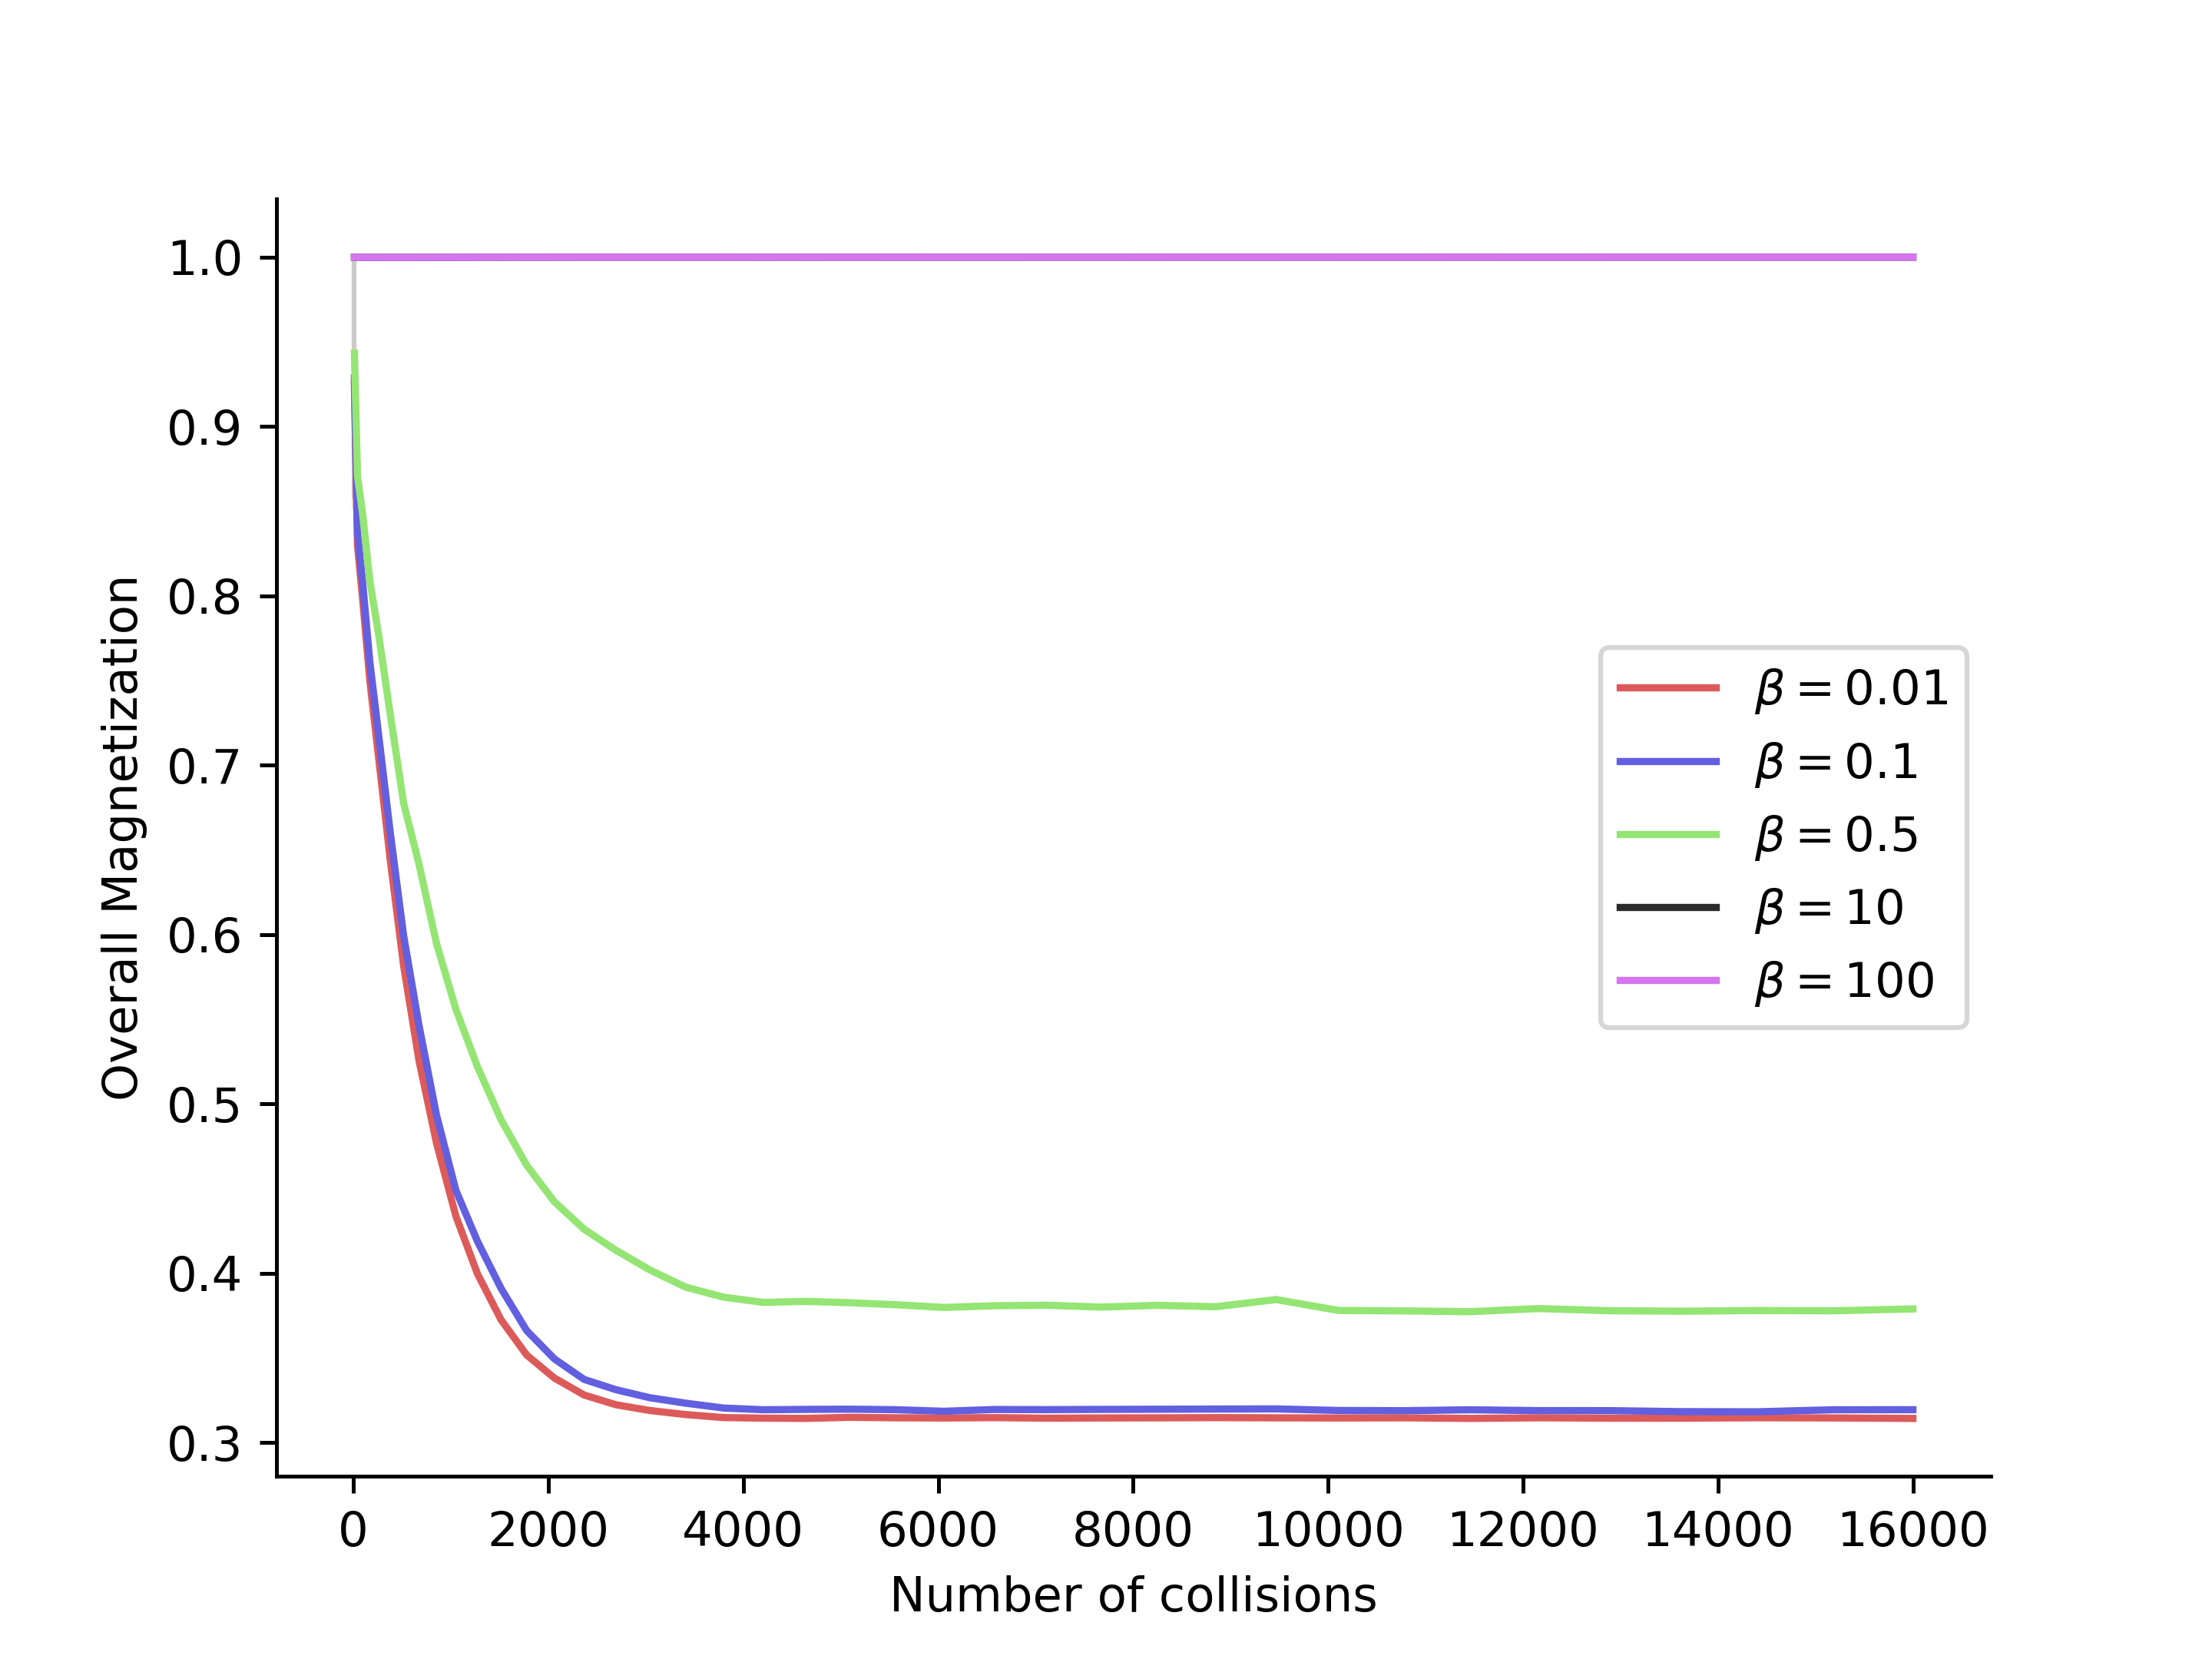 1.0
0.9
0.8
0.7
0.6
0.5
0.4
0.3
Overall Magnetization
β = 0.01
β = 0.1
β = 0.5
β = 10
β = 100
0 2000 4000 6000 8000 10000 12000 14000 16000
Number of collisions